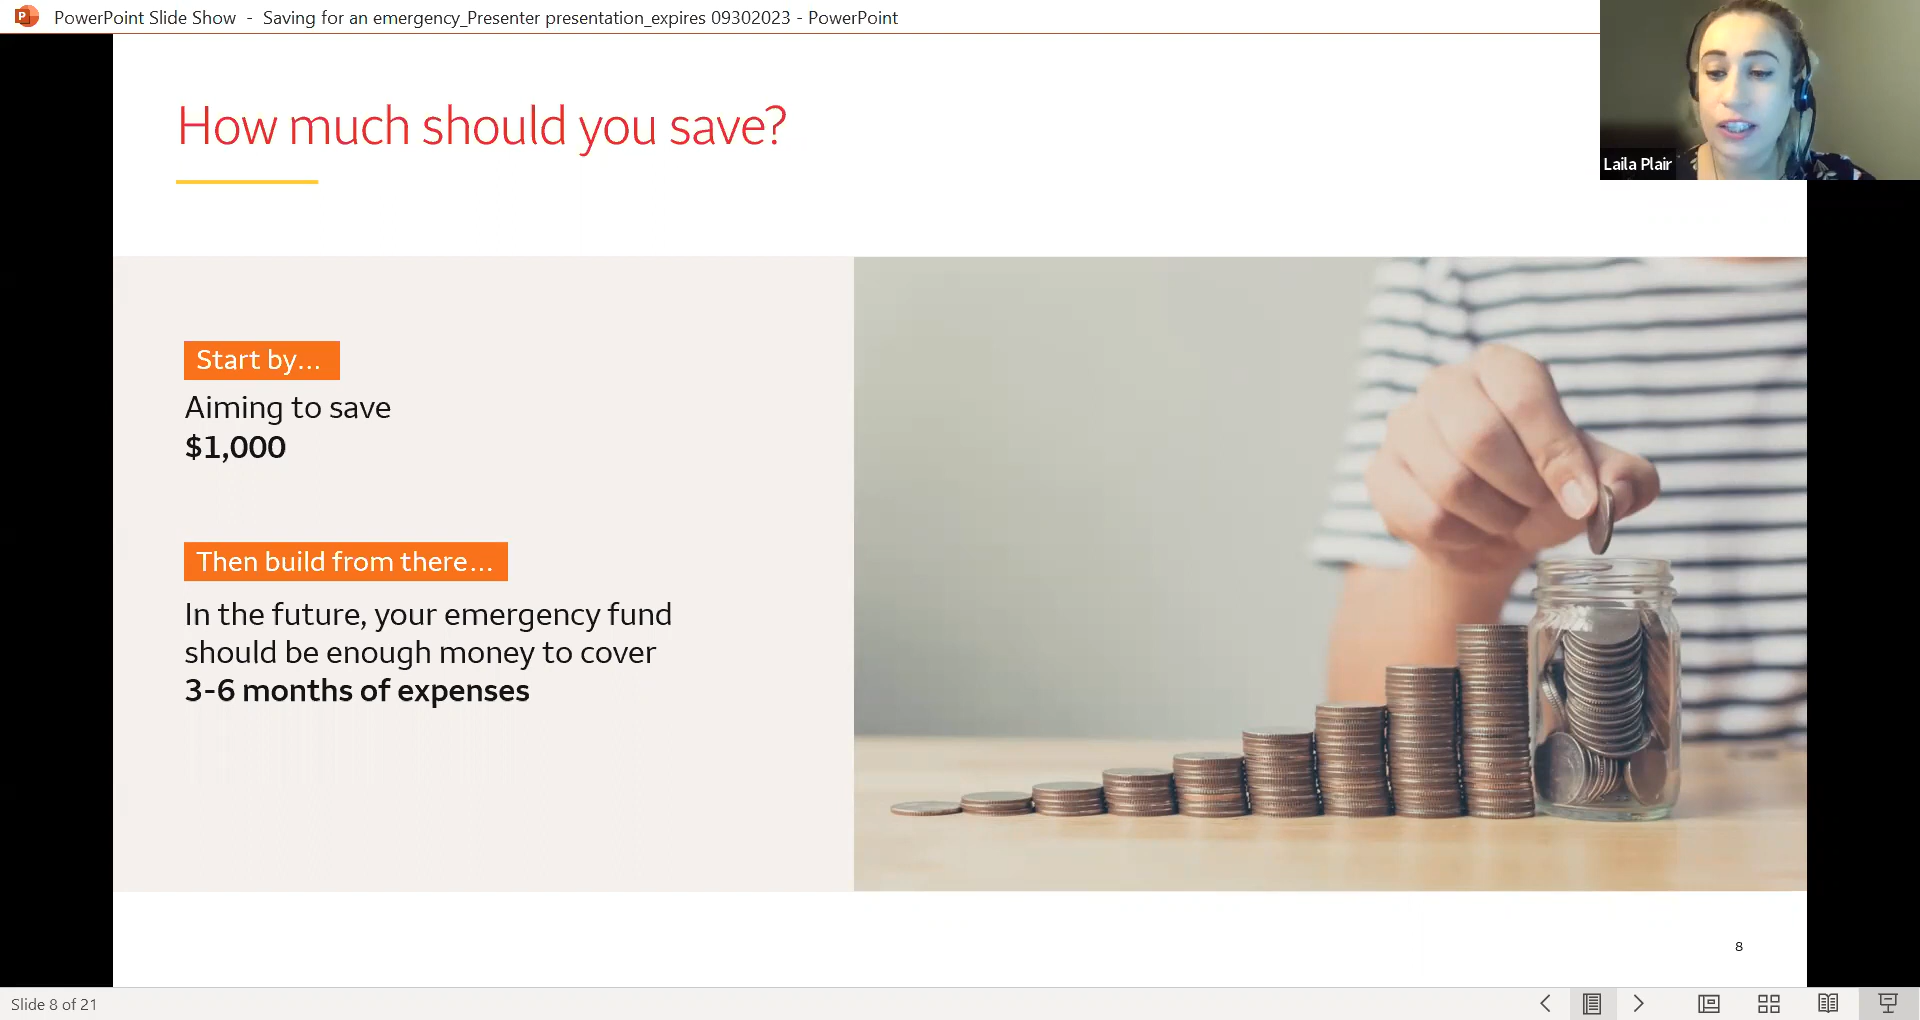 PowerPoint Slide Show - Saving for an emergency_Presenter presentation_expires 09302023 - PowerPoint
Laila Plair
How much should you save?
Start by...
Aiming to save
$1,000
Then build from there...
In the future, your emergency fund
should be enough money to cover
3-6 months of expenses
8
Slide 8 of 21